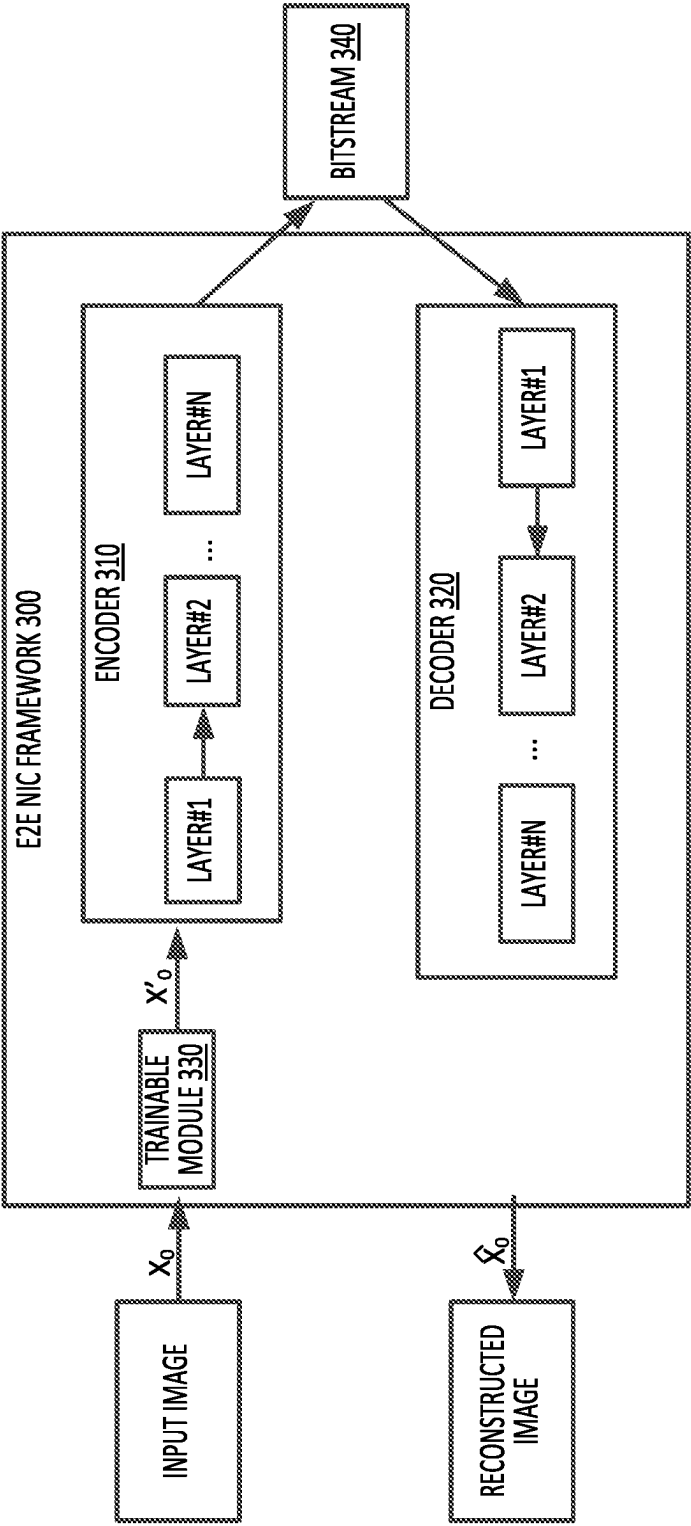 E2E NIC FRAMEWORK 300
INPUT IMAGE
X₀
TRAINABLE
MODULE 330
X'₀
ENCODER 310
LAYER#1
LAYER#2
...
LAYER#N
BITSTREAM 340
DECODER 320
LAYER#N
...
LAYER#2
LAYER#1
X̂₀
RECONSTRUCTED
IMAGE